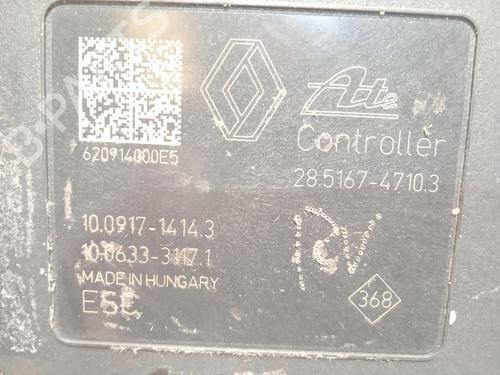 620914000E5
Ate
Controller
28.5167-4710.3
10.0917-1414.3
10.0633-3117.1
MADE IN HUNGARY
368